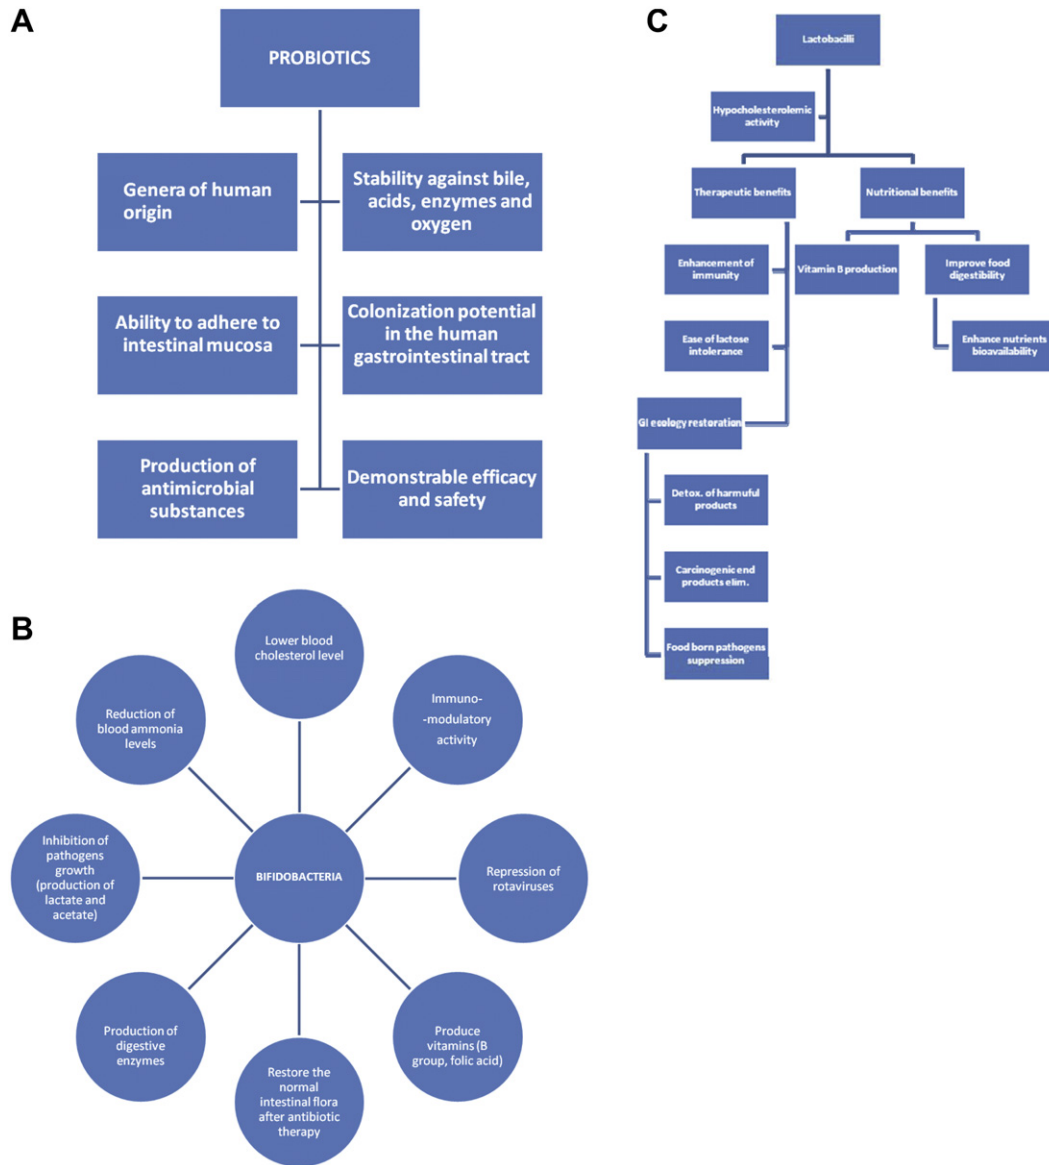 A
PROBIOTICS
Genera of human
origin
Stability against bile,
acids, enzymes and
oxygen
Ability to adhere to
intestinal mucosa
Colonization potential
in the human
gastrointestinal tract
Production of
antimicrobial
substances
Demonstrable efficacy
and safety
B
Lower blood
cholesterol level
Immuno-
-modulatory
activity
Repression of
rotaviruses
Produce
vitamins (B
group, folic acid)
Restore the
normal
intestinal flora
after antibiotic
therapy
Production of
digestive
enzymes
Inhibition of
pathogens
growth
(production of
lactate and
acetate)
Reduction of
blood ammonia
levels
BIFIDOBACTERIA
C
Lactobacilli
Hypocholesterolemic
activity
Therapeutic benefits
Nutritional benefits
Enhancement of
immunity
Vitamin B production
Improve food
digestibility
Ease of lactose
intolerance
Enhance nutrients
bioavailability
GI ecology restoration
Detox. of harmuful
products
Carcinogenic end
products elim.
Food born pathogens
suppression